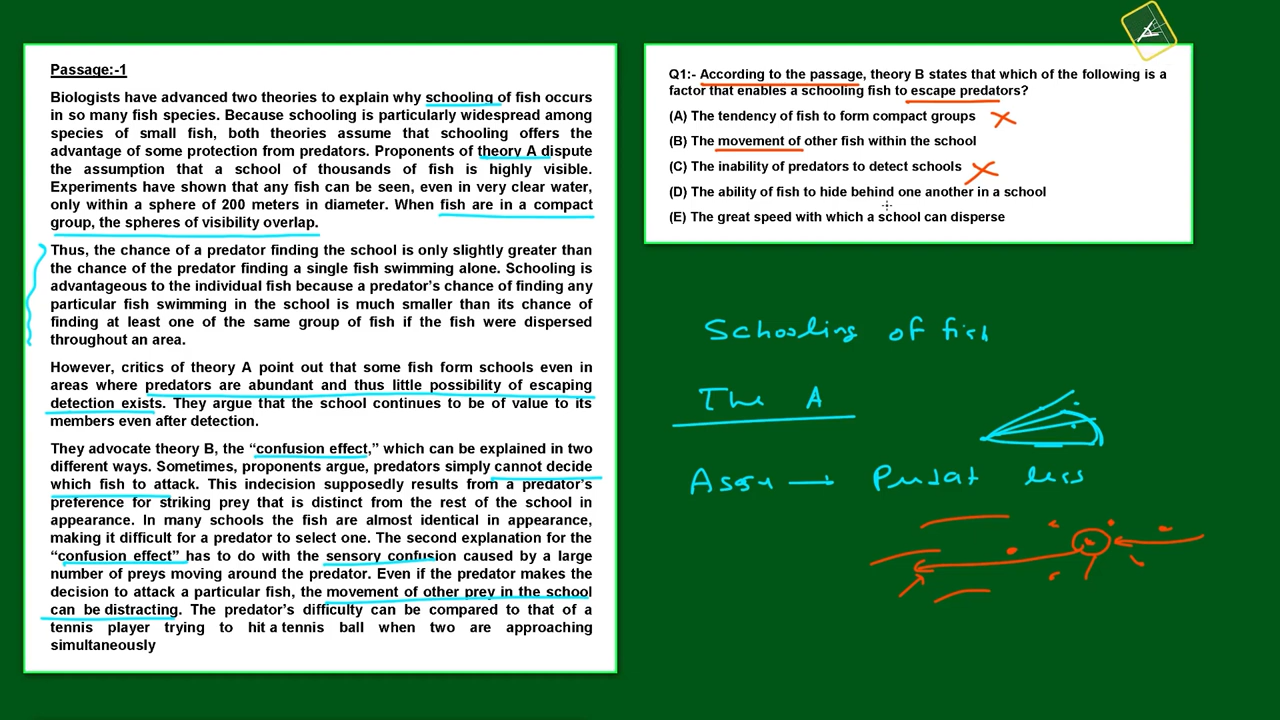 Passage:-1
Biologists have advanced two theories to explain why schooling of fish occurs
in so many fish species. Because schooling is particularly widespread among
species of small fish, both theories assume that schooling offers the
advantage of some protection from predators. Proponents of theory A dispute
the assumption that a school of thousands of fish is highly visible.
Experiments have shown that any fish can be seen, even in very clear water,
only within a sphere of 200 meters in diameter. When fish are in a compact
group, the spheres of visibility overlap.
Thus, the chance of a predator finding the school is only slightly greater than
the chance of the predator finding a single fish swimming alone. Schooling is
advantageous to the individual fish because a predator's chance of finding any
particular fish swimming in the school is much smaller than its chance of
finding at least one of the same group of fish if the fish were dispersed
throughout an area.
However, critics of theory A point out that some fish form schools even in
areas where predators are abundant and thus little possibility of escaping
detection exists. They argue that the school continues to be of value to its
members even after detection.
They advocate theory B, the “confusion effect,” which can be explained in two
different ways. Sometimes, proponents argue, predators simply cannot decide
which fish to attack. This indecision supposedly results from a predator's
preference for striking prey that is distinct from the rest of the school in
appearance. In many schools the fish are almost identical in appearance,
making it difficult for a predator to select one. The second explanation for the
“confusion effect” has to do with the sensory confusion caused by a large
number of preys moving around the predator. Even if the predator makes the
decision to attack a particular fish, the movement of other prey in the school
can be distracting. The predator's difficulty can be compared to that of a
tennis player trying to hit a tennis ball when two are approaching
simultaneously
Q1:- According to the passage, theory B states that which of the following is a
factor that enables a schooling fish to escape predators?
(A) The tendency of fish to form compact groups
(B) The movement of other fish within the school
(C) The inability of predators to detect schools
(D) The ability of fish to hide behind one another in a school
(E) The great speed with which a school can disperse
Schooling of fish
The A
Assu → Predat less